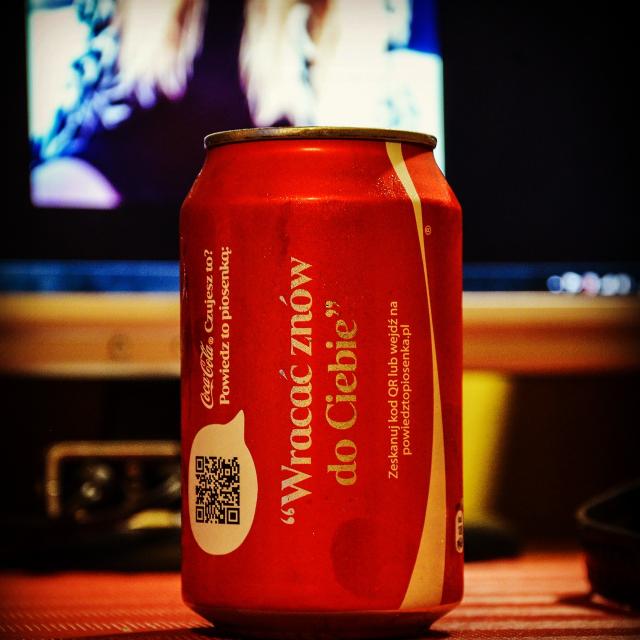 Coca-Cola® Czujesz to?
Powiedz to piosenką:
“Wracać znów
do Ciebie”
Zeskanuj kod QR lub wejdź na
powiedztopiosenka.pl
®